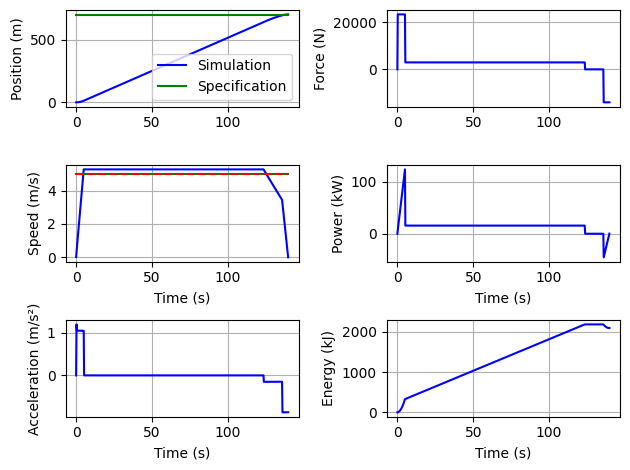 Position (m)
500
0
Simulation
Specification
0 50 100
Force (N)
20000
0
0 50 100
Speed (m/s)
4
2
0
0 50 100
Time (s)
Power (kW)
100
0
0 50 100
Time (s)
Acceleration (m/s²)
1
0
0 50 100
Time (s)
Energy (kJ)
2000
1000
0
0 50 100
Time (s)